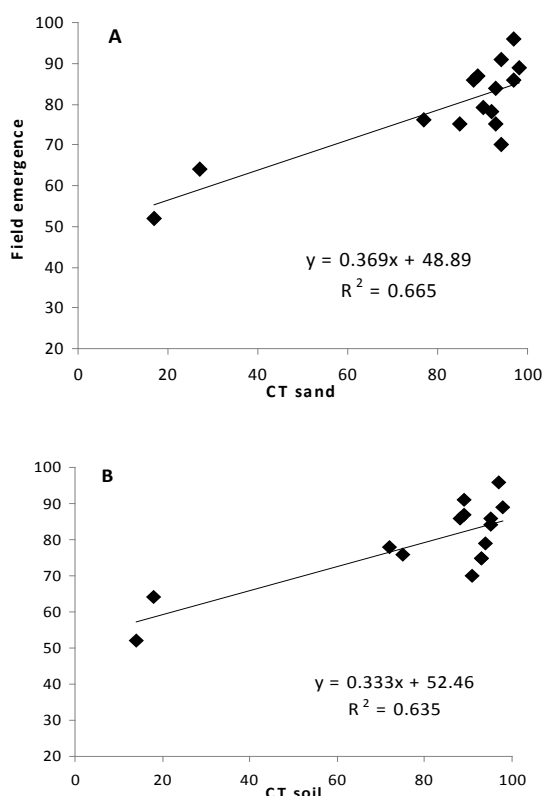 A
100
90
80
70
60
50
40
30
20
Field emergence
y = 0.369x + 48.89
R² = 0.665
0 20 40 60 80 100
CT sand
B
100
90
80
70
60
50
40
30
20
Field emergence
y = 0.333x + 52.46
R² = 0.635
0 20 40 60 80 100
CT soil